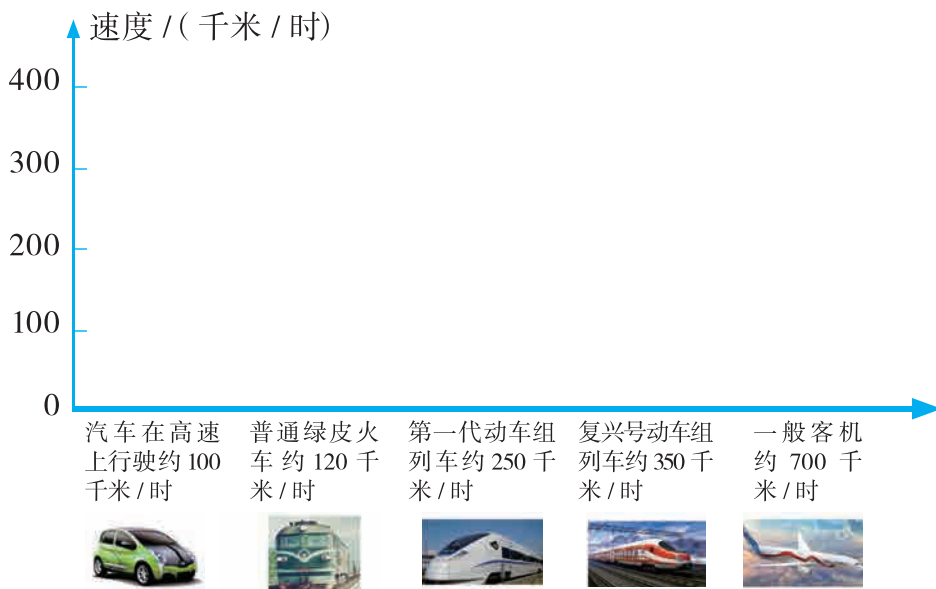 速度 /( 千米 / 时)
400
300
200
100
0
汽车在高速
上行驶约 100
千米 / 时
普通绿皮火
车约 120 千
米 / 时
第一代动车组
列车约 250 千
米 / 时
复兴号动车组
列车约 350 千
米 / 时
一般客机
约 700 千
米 / 时